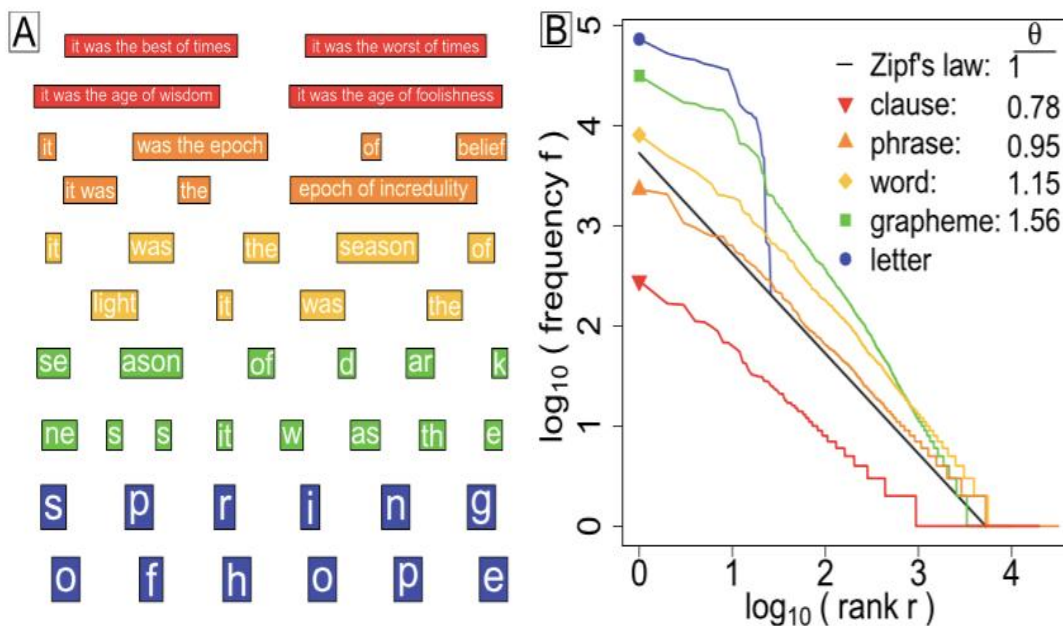 A
it was the best of times it was the worst of times
it was the age of wisdom it was the age of foolishness
it was the epoch of belief
it was the epoch of incredulity
it was the season of
light it was the
se ason of d ar k
ne s s it w as th e
s p r i n g
o f h o p e
B
θ
Zipf's law: 1
clause: 0.78
phrase: 0.95
word: 1.15
grapheme: 1.56
letter
log₁₀ ( frequency f )
5
4
3
2
1
0
0 1 2 3 4
log₁₀ ( rank r )